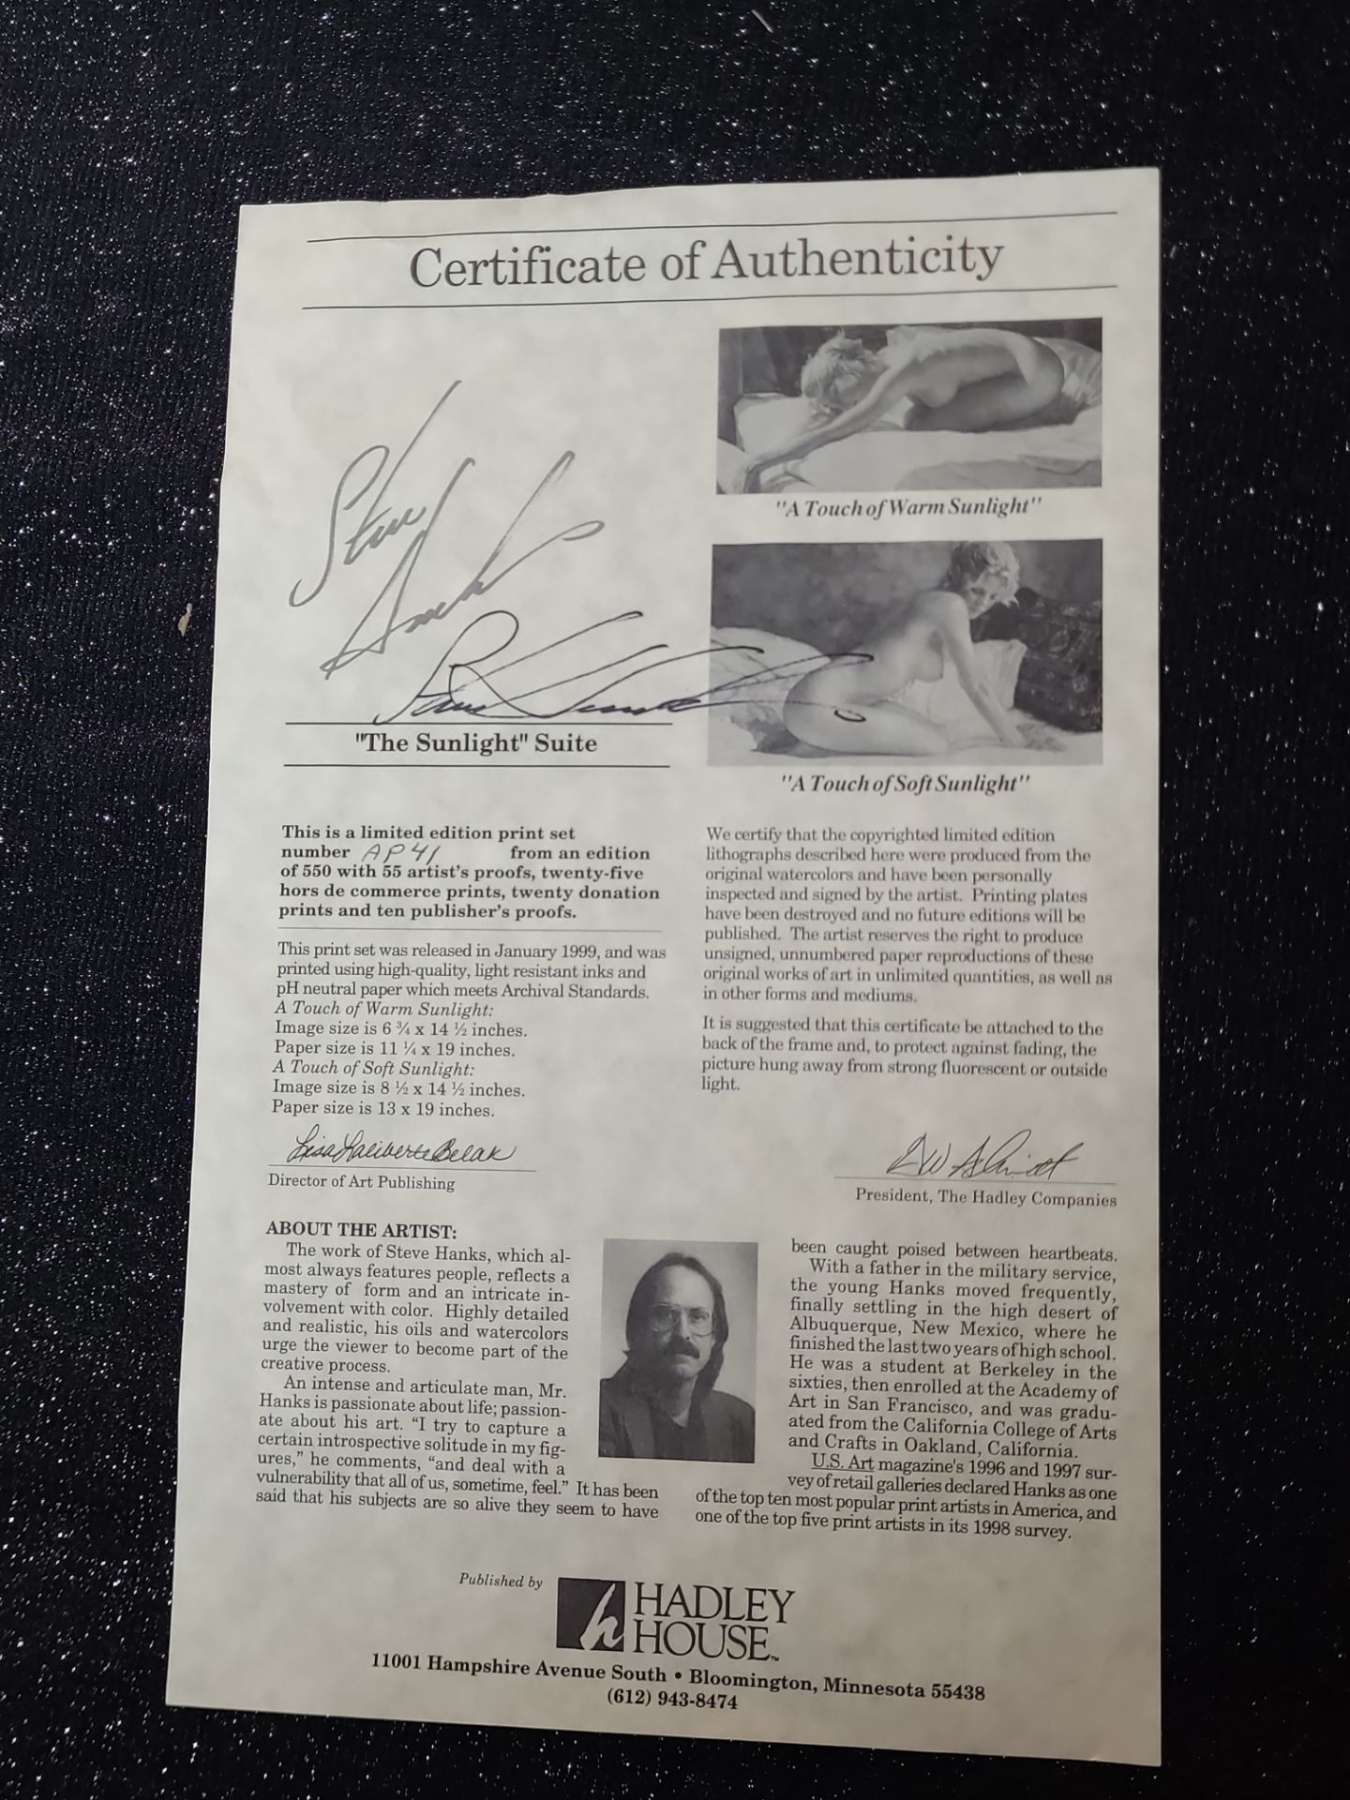 Certificate of Authenticity
"A Touch of Warm Sunlight"
Steve
Hanks
"The Sunlight" Suite
"A Touch of Soft Sunlight"
This is a limited edition print set
number AP 41 from an edition
of 550 with 55 artist's proofs, twenty-five
hors de commerce prints, twenty donation
prints and ten publisher's proofs.
This print set was released in January 1999, and was
printed using high-quality, light resistant inks and
pH neutral paper which meets Archival Standards.
A Touch of Warm Sunlight:
Image size is 6 ¾ x 14 ½ inches.
Paper size is 11 ¼ x 19 inches.
A Touch of Soft Sunlight:
Image size is 8 ½ x 14 ½ inches.
Paper size is 13 x 19 inches.
Lisa Laliberte Belak
Director of Art Publishing
We certify that the copyrighted limited edition
lithographs described here were produced from the
original watercolors and have been personally
inspected and signed by the artist. Printing plates
have been destroyed and no future editions will be
published. The artist reserves the right to produce
unsigned, unnumbered paper reproductions of these
original works of art in unlimited quantities, as well as
in other forms and mediums.
It is suggested that this certificate be attached to the
back of the frame and, to protect against fading, the
picture hung away from strong fluorescent or outside
light.
President, The Hadley Companies
ABOUT THE ARTIST:
The work of Steve Hanks, which al-
most always features people, reflects a
mastery of form and an intricate in-
volvement with color. Highly detailed
and realistic, his oils and watercolors
urge the viewer to become part of the
creative process.
An intense and articulate man, Mr.
Hanks is passionate about life; passion-
ate about his art. "I try to capture a
certain introspective solitude in my fig-
ures," he comments, "and deal with a
vulnerability that all of us, sometime, feel." It has been
said that his subjects are so alive they seem to have
been caught poised between heartbeats.
With a father in the military service,
the young Hanks moved frequently,
finally settling in the high desert of
Albuquerque, New Mexico, where he
finished the last two years of high school.
He was a student at Berkeley in the
sixties, then enrolled at the Academy of
Art in San Francisco, and was gradu-
ated from the California College of Arts
and Crafts in Oakland, California.
U.S. Art magazine's 1996 and 1997 sur-
vey of retail galleries declared Hanks as one
of the top ten most popular print artists in America, and
one of the top five print artists in its 1998 survey.
Published by
h HADLEY
HOUSE™
11001 Hampshire Avenue South • Bloomington, Minnesota 55438
(612) 943-8474